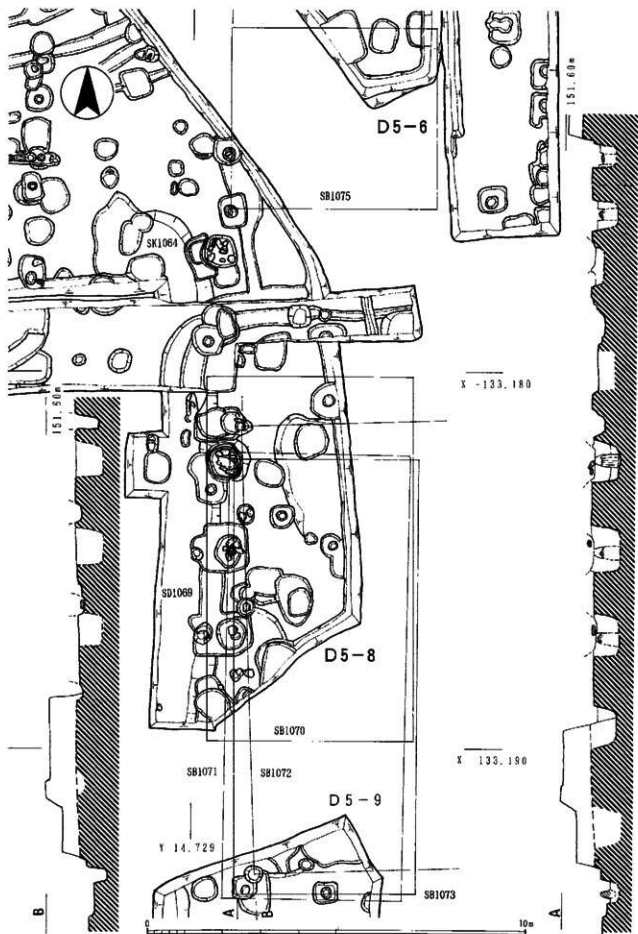 D5-6
151.60m
SB1075
SK1064
X -133.180
151.60m
SD1069
D5-8
SB1070
SB1071
SB1072
X 133.190
D5-9
Y 14.729
SB1073
B
A
B
A
0
10m